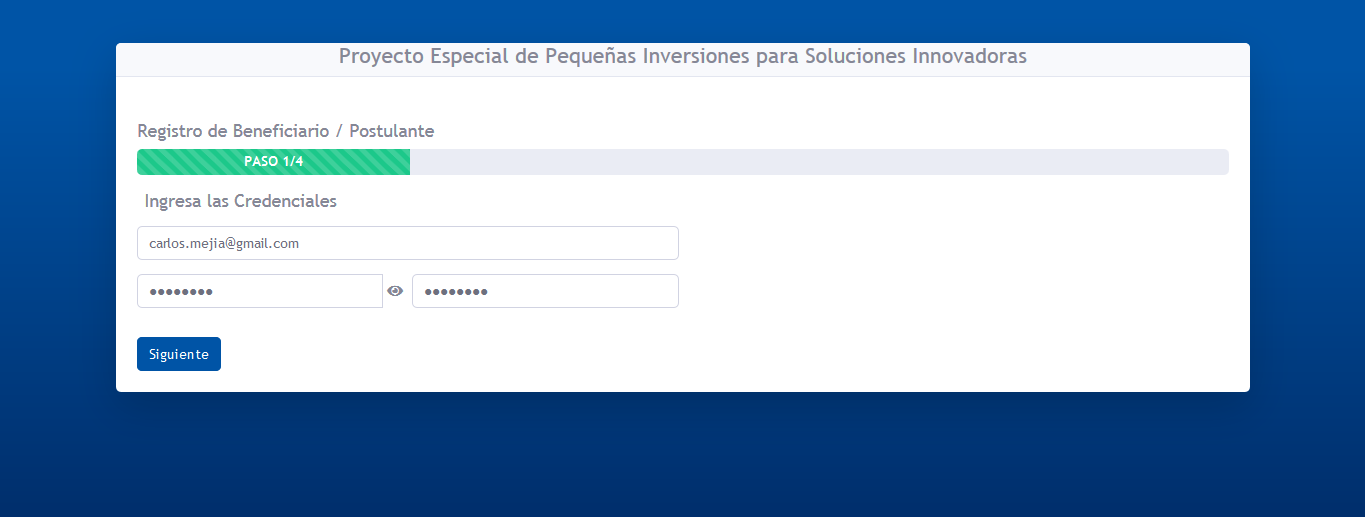 Proyecto Especial de Pequeñas Inversiones para Soluciones Innovadoras
Registro de Beneficiario / Postulante
PASO 1/4
Ingresa las Credenciales
carlos.mejia@gmail.com
●●●●●●●● ●●●●●●●●
Siguiente